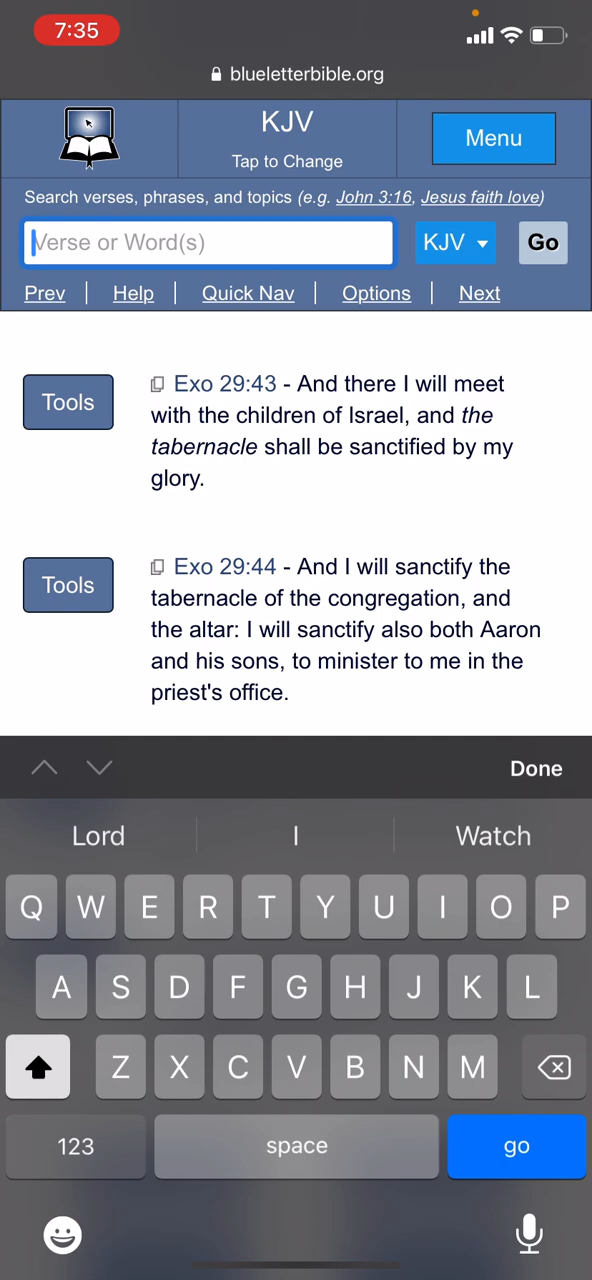 7:35
blueletterbible.org
KJV
Tap to Change
Menu
Search verses, phrases, and topics (e.g. John 3:16, Jesus faith love)
Verse or Word(s)
KJV
Go
Prev | Help | Quick Nav | Options | Next
Tools
Exo 29:43 - And there I will meet
with the children of Israel, and the
tabernacle shall be sanctified by my
glory.
Tools
Exo 29:44 - And I will sanctify the
tabernacle of the congregation, and
the altar: I will sanctify also both Aaron
and his sons, to minister to me in the
priest's office.
Done
Lord I Watch
Q W E R T Y U I O P
A S D F G H J K L
Z X C V B N M
123 space go